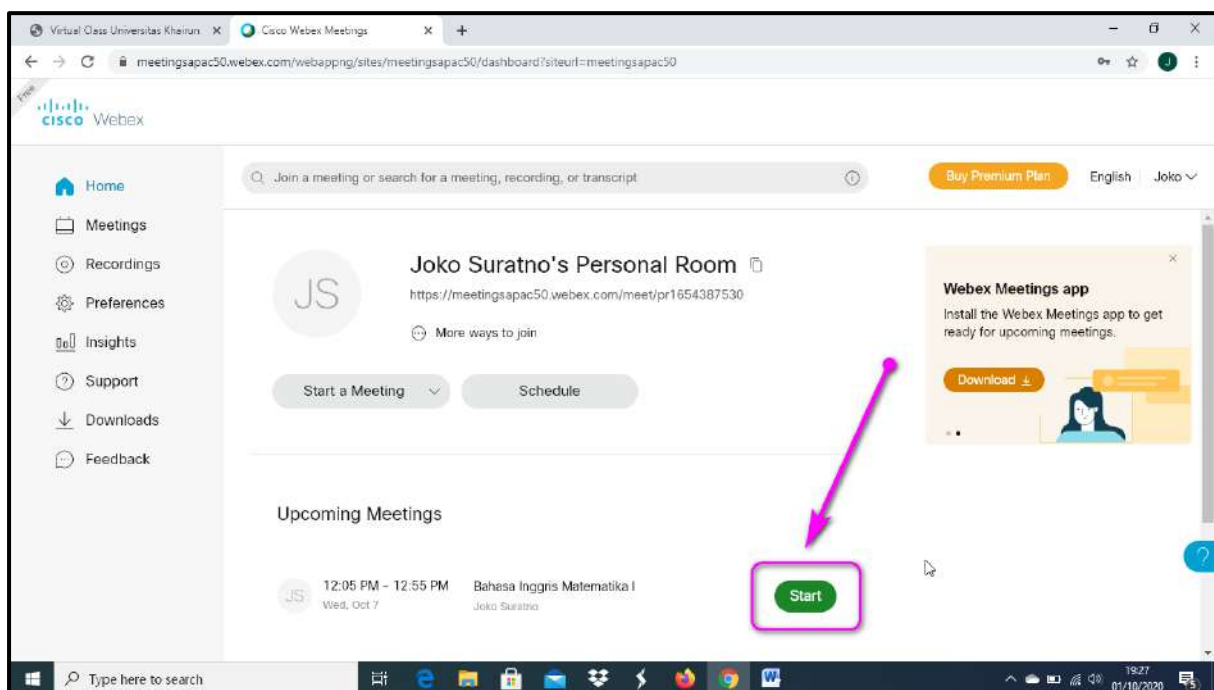 Virtual Class Universitas Khairun
Cisco Webex Meetings
meetingsapac50.webex.com/webappng/sites/meetingsapac50/dashboard?siteurl=meetingsapac50
J
Free
cisco Webex
Join a meeting or search for a meeting, recording, or transcript
Buy Premium Plan
English
Joko
Home
Meetings
Recordings
Preferences
Insights
Support
Downloads
Feedback
JS
Joko Suratno's Personal Room
https://meetingsapac50.webex.com/meet/pr1654387530
More ways to join
Start a Meeting
Schedule
Webex Meetings app
Install the Webex Meetings app to get
ready for upcoming meetings.
Download
Upcoming Meetings
JS
12:05 PM - 12:55 PM
Wed, Oct 7
Bahasa Inggris Matematika I
Joko Suratno
Start
?
Type here to search
19:27
01/10/2020
5